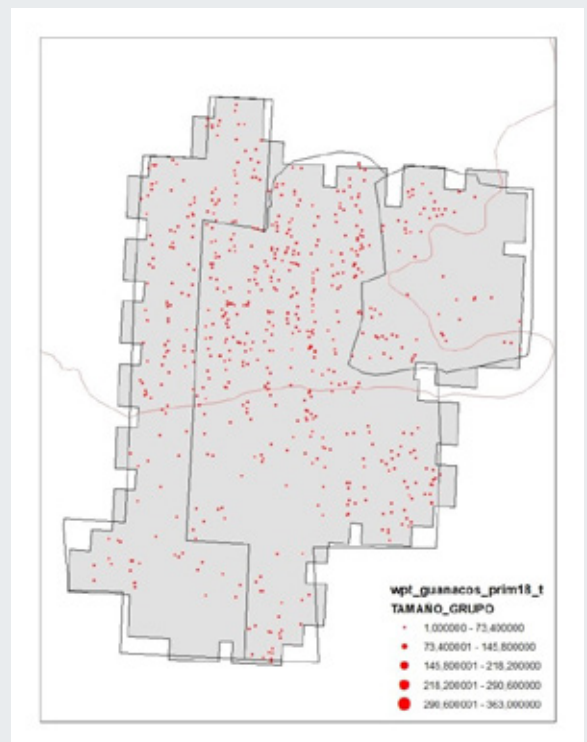 wpt_guanacos_prim18_t
TAMAÑO_GRUPO
1,000000 - 73,400000
73,400001 - 145,800000
145,800001 - 218,200000
218,200001 - 290,600000
290,600001 - 363,000000